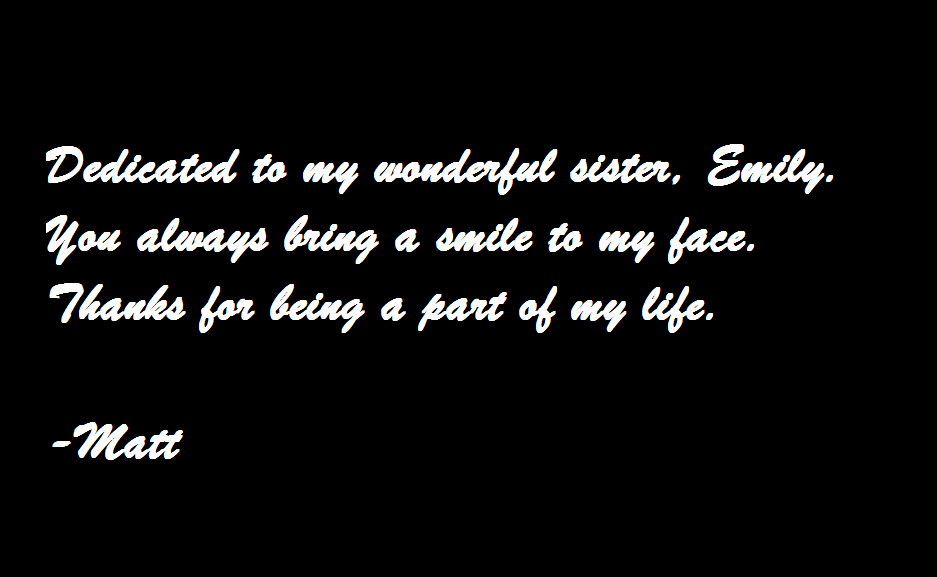 Dedicated to my wonderful sister, Emily.
You always bring a smile to my face.
Thanks for being a part of my life.
-Matt